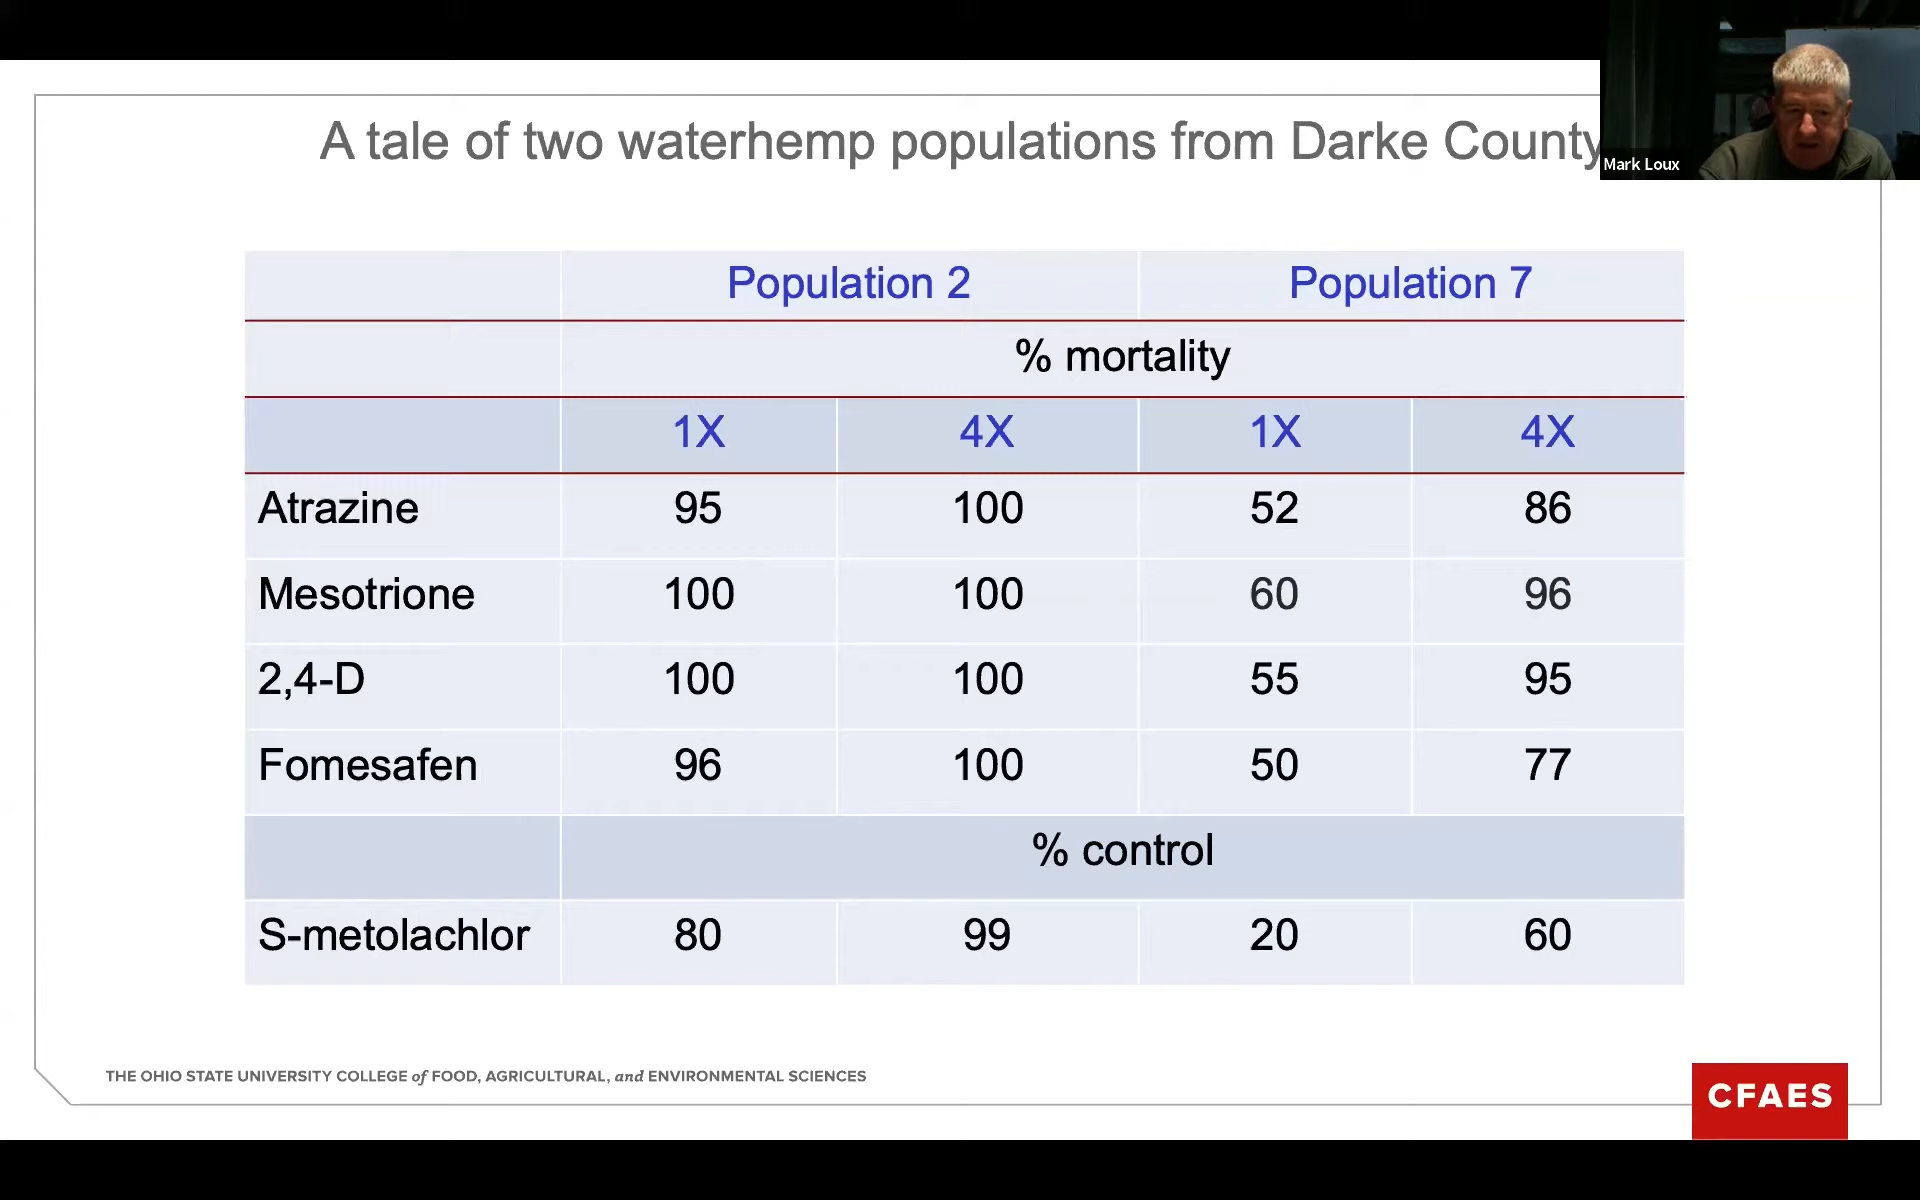 A tale of two waterhemp populations from Darke County
Mark Loux
Population 2 Population 7
% mortality
1X 4X 1X 4X
Atrazine 95 100 52 86
Mesotrione 100 100 60 96
2,4-D 100 100 55 95
Fomesafen 96 100 50 77
% control
S-metolachlor 80 99 20 60
THE OHIO STATE UNIVERSITY COLLEGE of FOOD, AGRICULTURAL, and ENVIRONMENTAL SCIENCES
CFAES